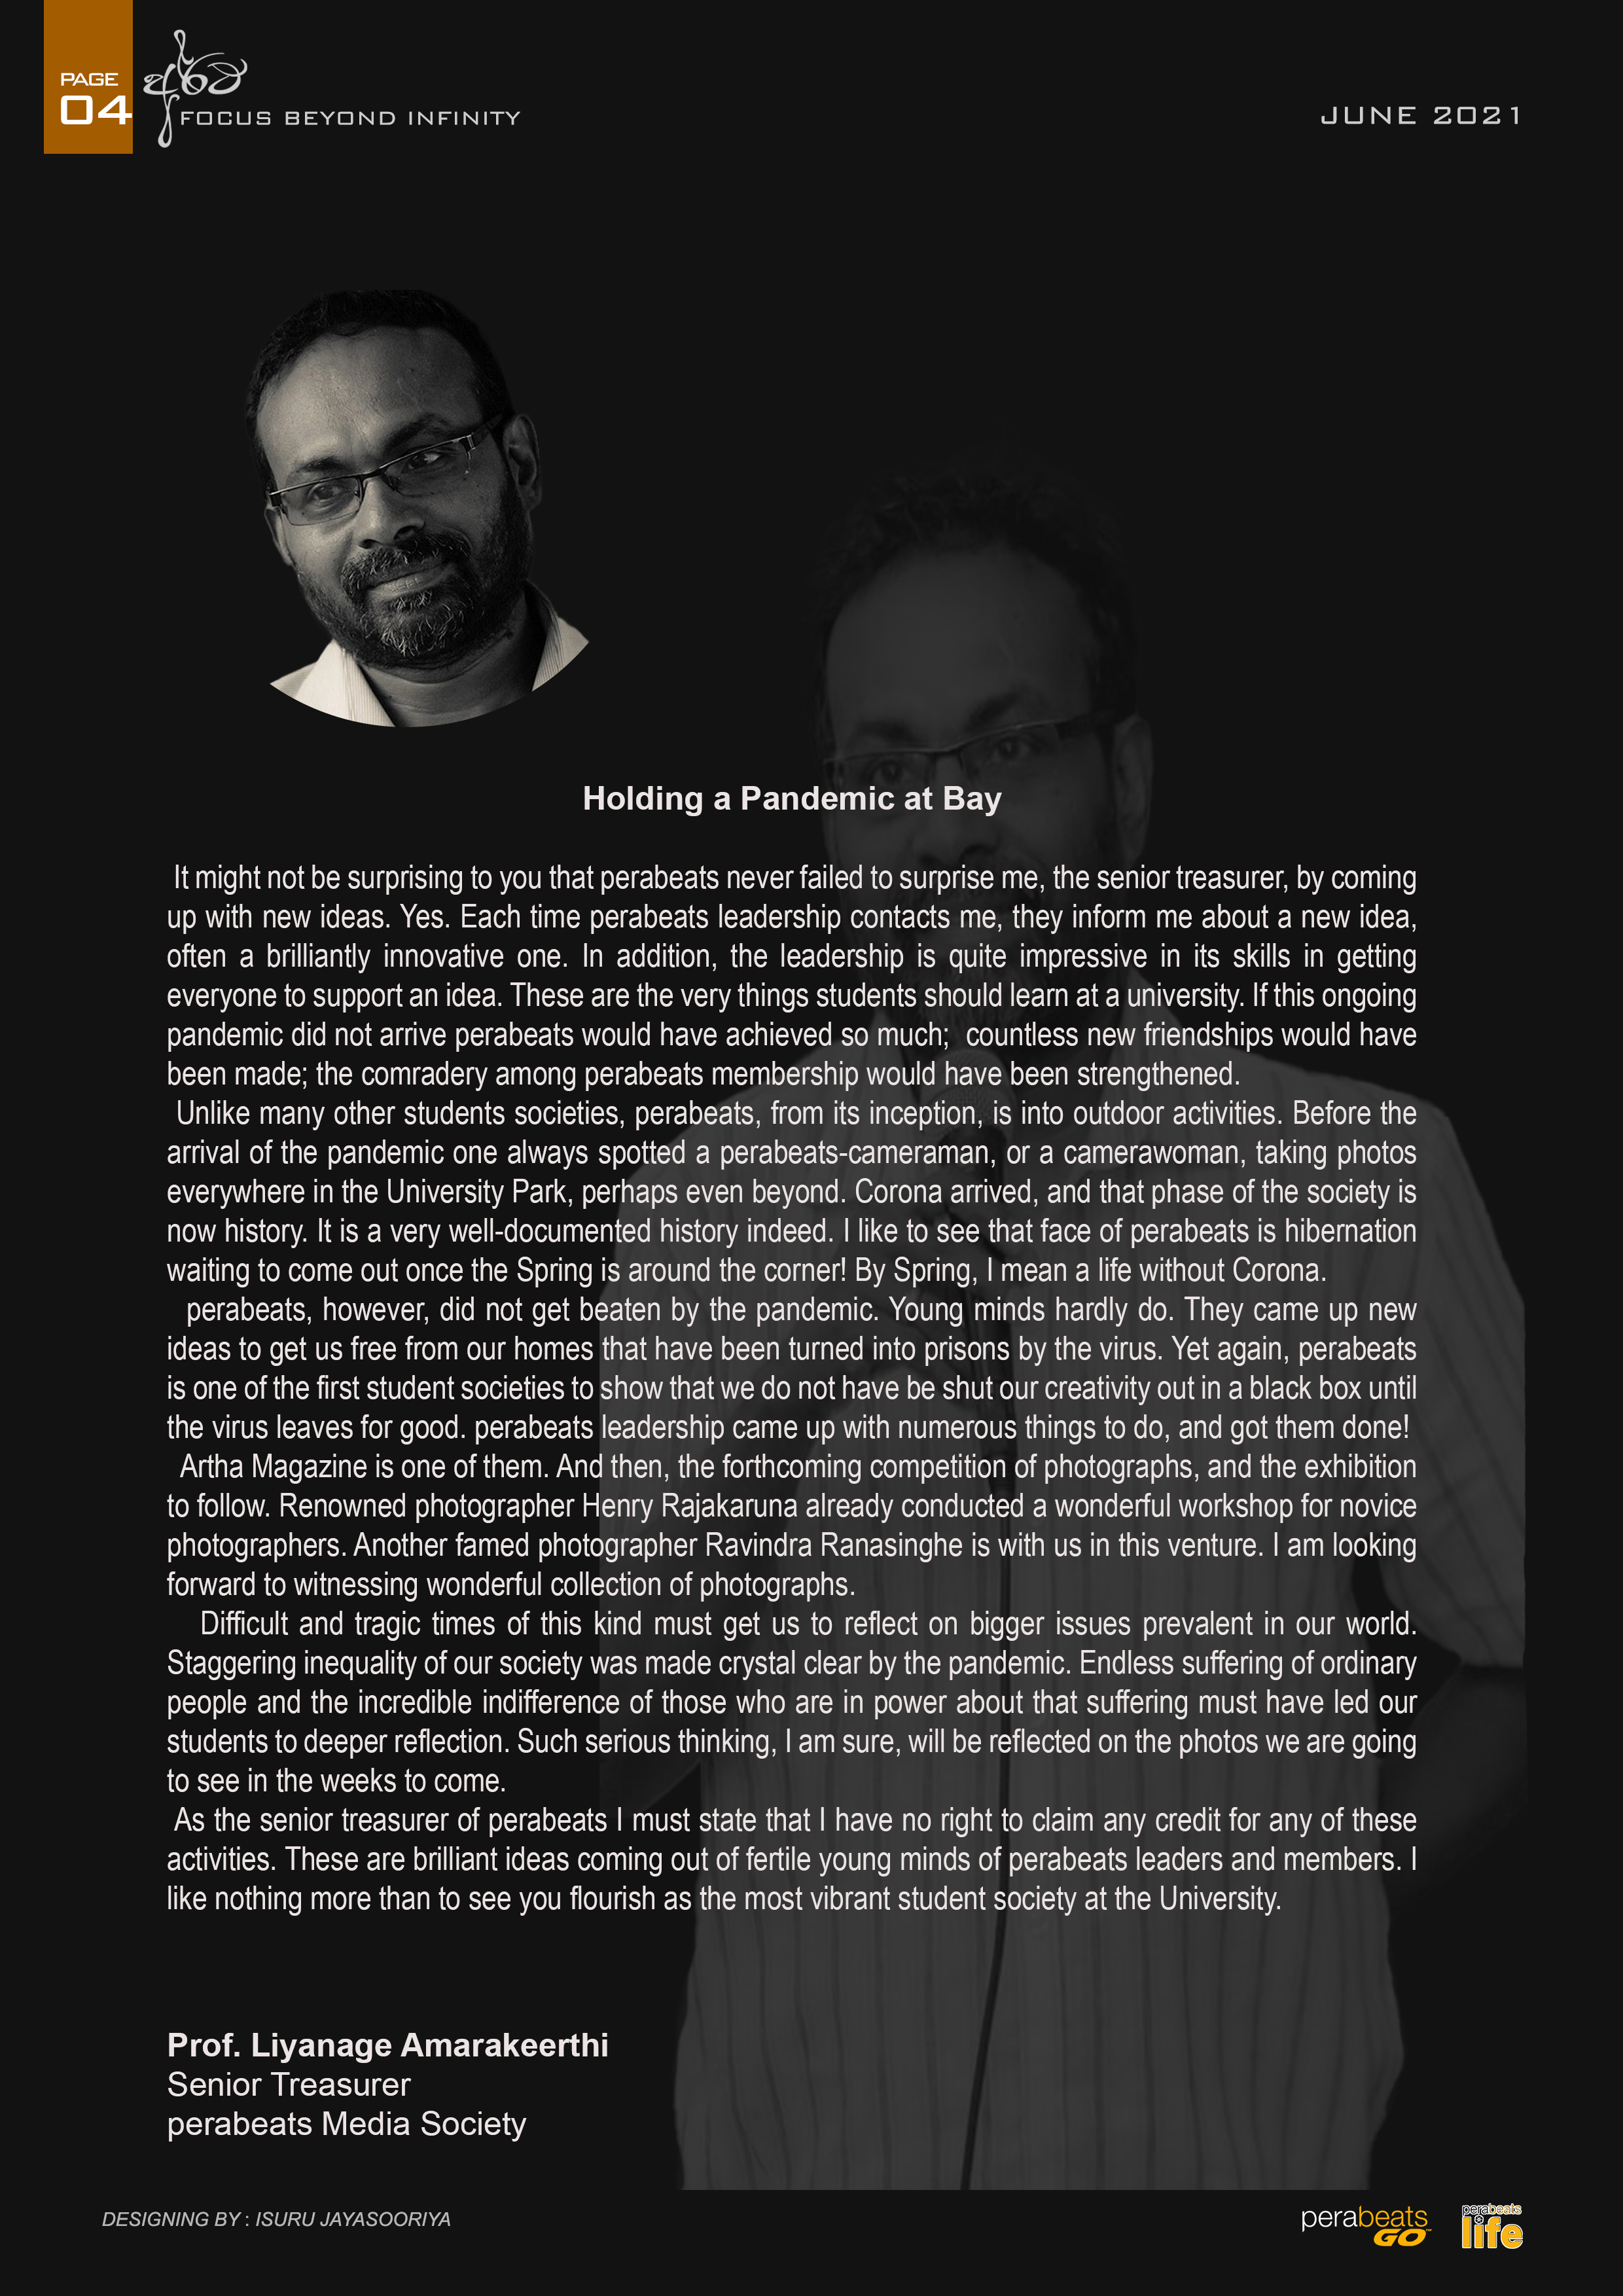 PAGE
04
අර්ථ
FOCUS BEYOND INFINITY
JUNE 2021
Holding a Pandemic at Bay
It might not be surprising to you that perabeats never failed to surprise me, the senior treasurer, by coming
up with new ideas. Yes. Each time perabeats leadership contacts me, they inform me about a new idea,
often a brilliantly innovative one. In addition, the leadership is quite impressive in its skills in getting
everyone to support an idea. These are the very things students should learn at a university. If this ongoing
pandemic did not arrive perabeats would have achieved so much;  countless new friendships would have
been made; the comradery among perabeats membership would have been strengthened.
Unlike many other students societies, perabeats, from its inception, is into outdoor activities. Before the
arrival of the pandemic one always spotted a perabeats-cameraman, or a camerawoman, taking photos
everywhere in the University Park, perhaps even beyond. Corona arrived, and that phase of the society is
now history. It is a very well-documented history indeed. I like to see that face of perabeats is hibernation
waiting to come out once the Spring is around the corner! By Spring, I mean a life without Corona.
perabeats, however, did not get beaten by the pandemic. Young minds hardly do. They came up new
ideas to get us free from our homes that have been turned into prisons by the virus. Yet again, perabeats
is one of the first student societies to show that we do not have be shut our creativity out in a black box until
the virus leaves for good. perabeats leadership came up with numerous things to do, and got them done!
Artha Magazine is one of them. And then, the forthcoming competition of photographs, and the exhibition
to follow. Renowned photographer Henry Rajakaruna already conducted a wonderful workshop for novice
photographers. Another famed photographer Ravindra Ranasinghe is with us in this venture. I am looking
forward to witnessing wonderful collection of photographs.
Difficult and tragic times of this kind must get us to reflect on bigger issues prevalent in our world.
Staggering inequality of our society was made crystal clear by the pandemic. Endless suffering of ordinary
people and the incredible indifference of those who are in power about that suffering must have led our
students to deeper reflection. Such serious thinking, I am sure, will be reflected on the photos we are going
to see in the weeks to come.
As the senior treasurer of perabeats I must state that I have no right to claim any credit for any of these
activities. These are brilliant ideas coming out of fertile young minds of perabeats leaders and members. I
like nothing more than to see you flourish as the most vibrant student society at the University.
Prof. Liyanage Amarakeerthi
Senior Treasurer
perabeats Media Society
DESIGNING BY : ISURU JAYASOORIYA
perabeats
GO™
perabeats
life